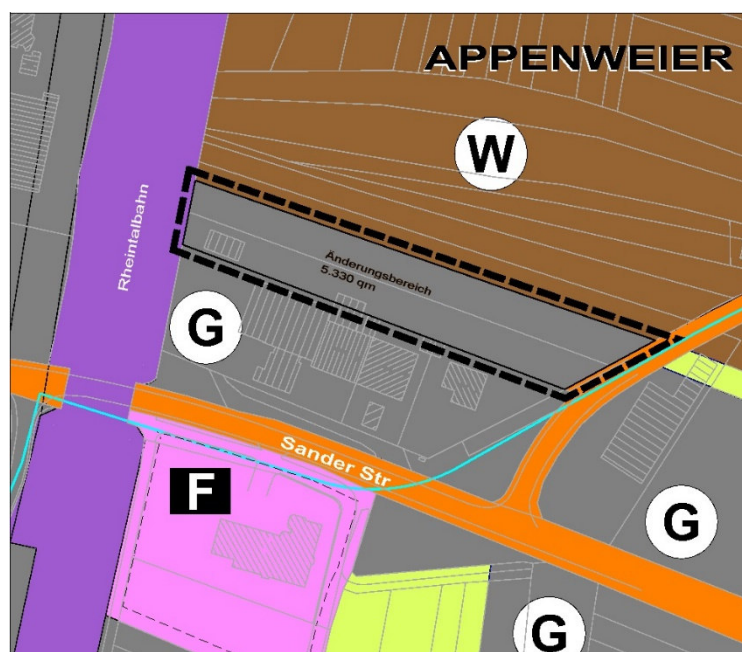 APPENWEIER
W
Rheintalbahn
Änderungsbereich
5.330 qm
G
Sander Str
F
G
G